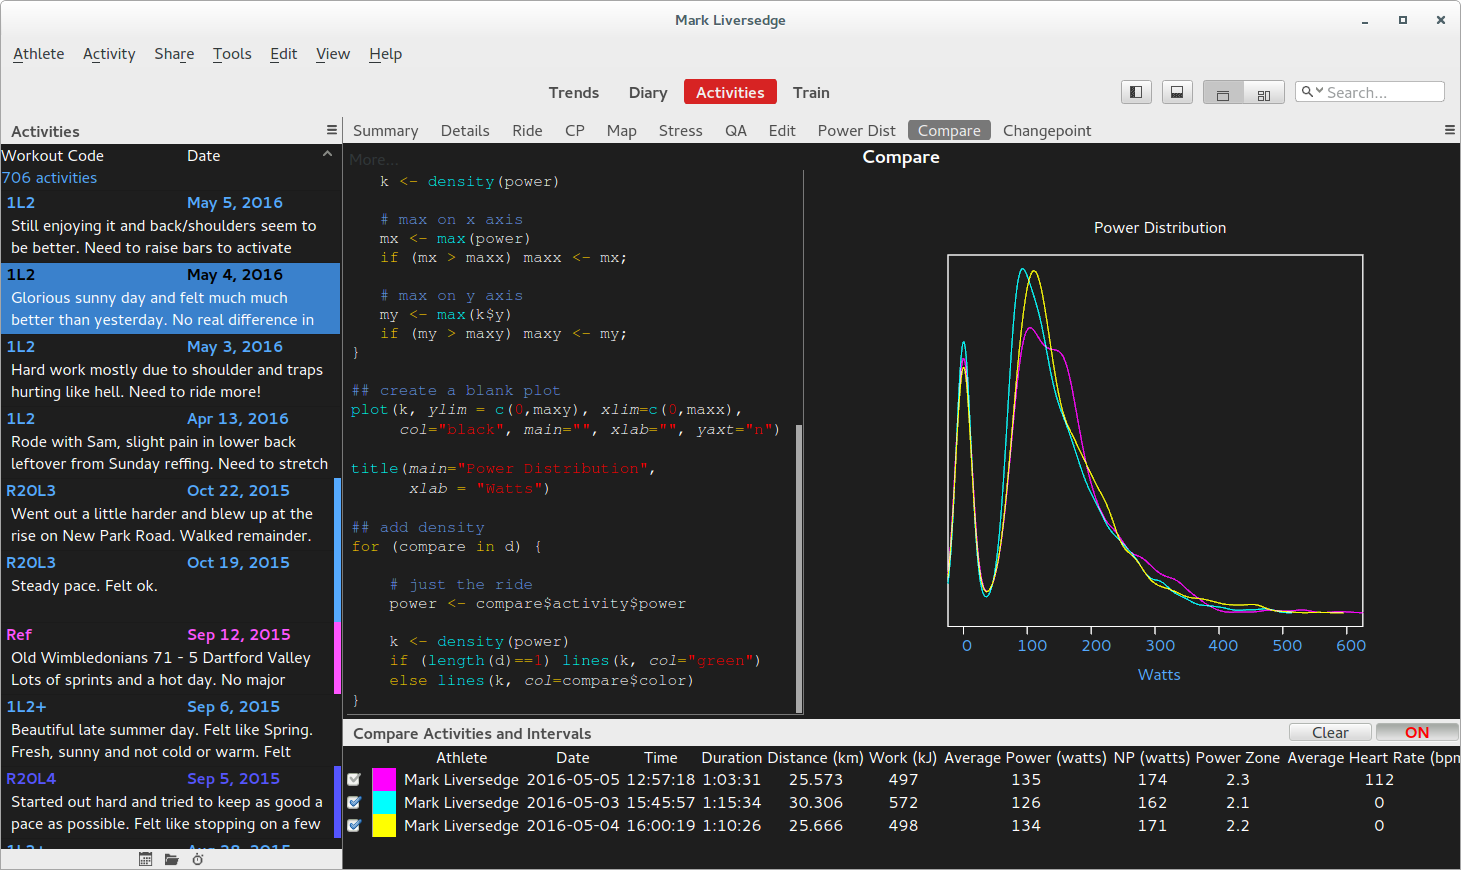 Mark Liversedge
Athlete Activity Share Tools Edit View Help
Trends Diary Activities Train
Search...
Activities
Summary Details Ride CP Map Stress QA Edit Power Dist Compare Changepoint
Workout Code Date
706 activities
1L2 May 5, 2016
Still enjoying it and back/shoulders seem to
be better. Need to raise bars to activate
1L2 May 4, 2016
Glorious sunny day and felt much much
better than yesterday. No real difference in
1L2 May 3, 2016
Hard work mostly due to shoulder and traps
hurting like hell. Need to ride more!
1L2 Apr 13, 2016
Rode with Sam, slight pain in lower back
leftover from Sunday reffing. Need to stretch
R20L3 Oct 22, 2015
Went out a little harder and blew up at the
rise on New Park Road. Walked remainder.
R20L3 Oct 19, 2015
Steady pace. Felt ok.
Ref Sep 12, 2015
Old Wimbledonians 71 - 5 Dartford Valley
Lots of sprints and a hot day. No major
1L2+ Sep 6, 2015
Beautiful late summer day. Felt like Spring.
Fresh, sunny and not cold or warm. Felt
R20L4 Sep 5, 2015
Started out hard and tried to keep as good a
pace as possible. Felt like stopping on a few
Compare
More...
k <- density(power)
# max on x axis
mx <- max(power)
if (mx > maxx) maxx <- mx;
# max on y axis
my <- max(k$y)
if (my > maxy) maxy <- my;
}
## create a blank plot
plot(k, ylim = c(0,maxy), xlim=c(0,maxx),
col="black", main="", xlab="", yaxt="n")
title(main="Power Distribution",
xlab = "Watts")
## add density
for (compare in d) {
# just the ride
power <- compare$activity$power
k <- density(power)
if (length(d)==1) lines(k, col="green")
else lines(k, col=compare$color)
}
Power Distribution
0 100 200 300 400 500 600
Watts
Compare Activities and Intervals
Clear ON
Athlete Date Time Duration Distance (km) Work (kJ) Average Power (watts) NP (watts) Power Zone Average Heart Rate (bpm
Mark Liversedge 2016-05-05 12:57:18 1:03:31 25.573 497 135 174 2.3 112
Mark Liversedge 2016-05-03 15:45:57 1:15:34 30.306 572 126 162 2.1 0
Mark Liversedge 2016-05-04 16:00:19 1:10:26 25.666 498 134 171 2.2 0